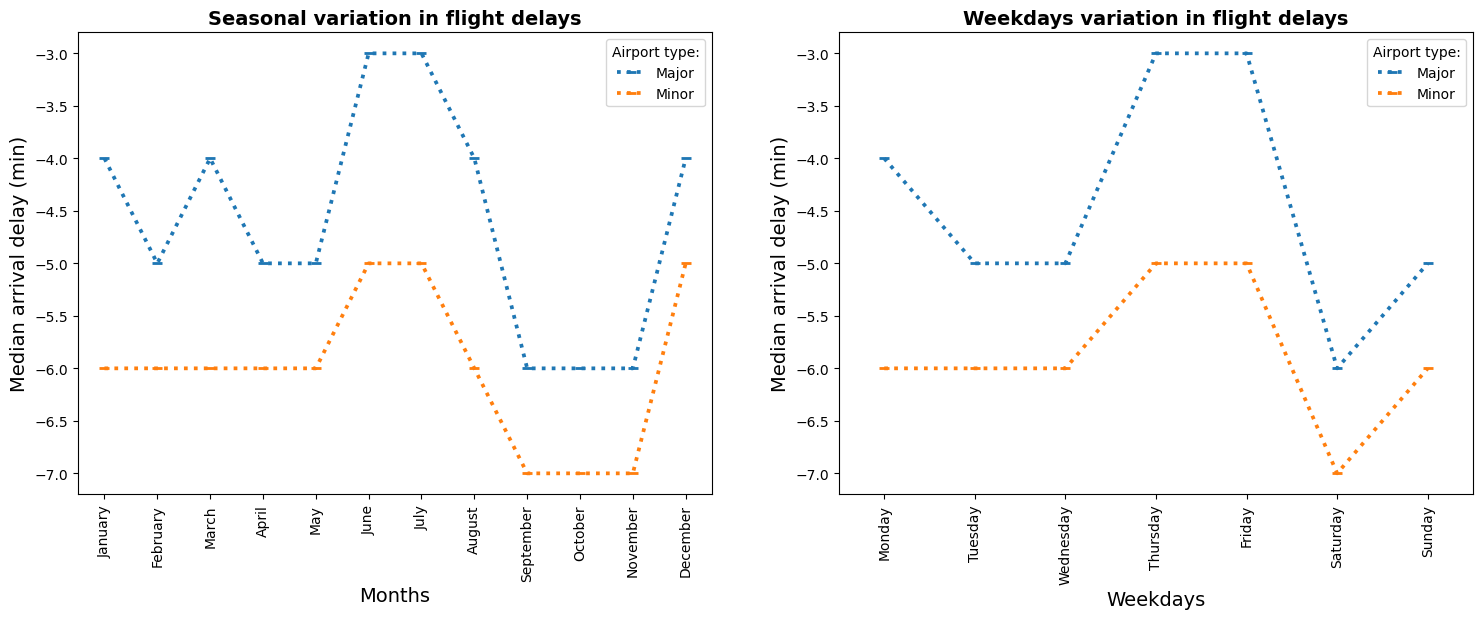 Seasonal variation in flight delays
Median arrival delay (min)
−3.0
−3.5
−4.0
−4.5
−5.0
−5.5
−6.0
−6.5
−7.0
Airport type:
Major
Minor
January
February
March
April
May
June
July
August
September
October
November
December
Months
Weekdays variation in flight delays
Median arrival delay (min)
−3.0
−3.5
−4.0
−4.5
−5.0
−5.5
−6.0
−6.5
−7.0
Airport type:
Major
Minor
Monday
Tuesday
Wednesday
Thursday
Friday
Saturday
Sunday
Weekdays